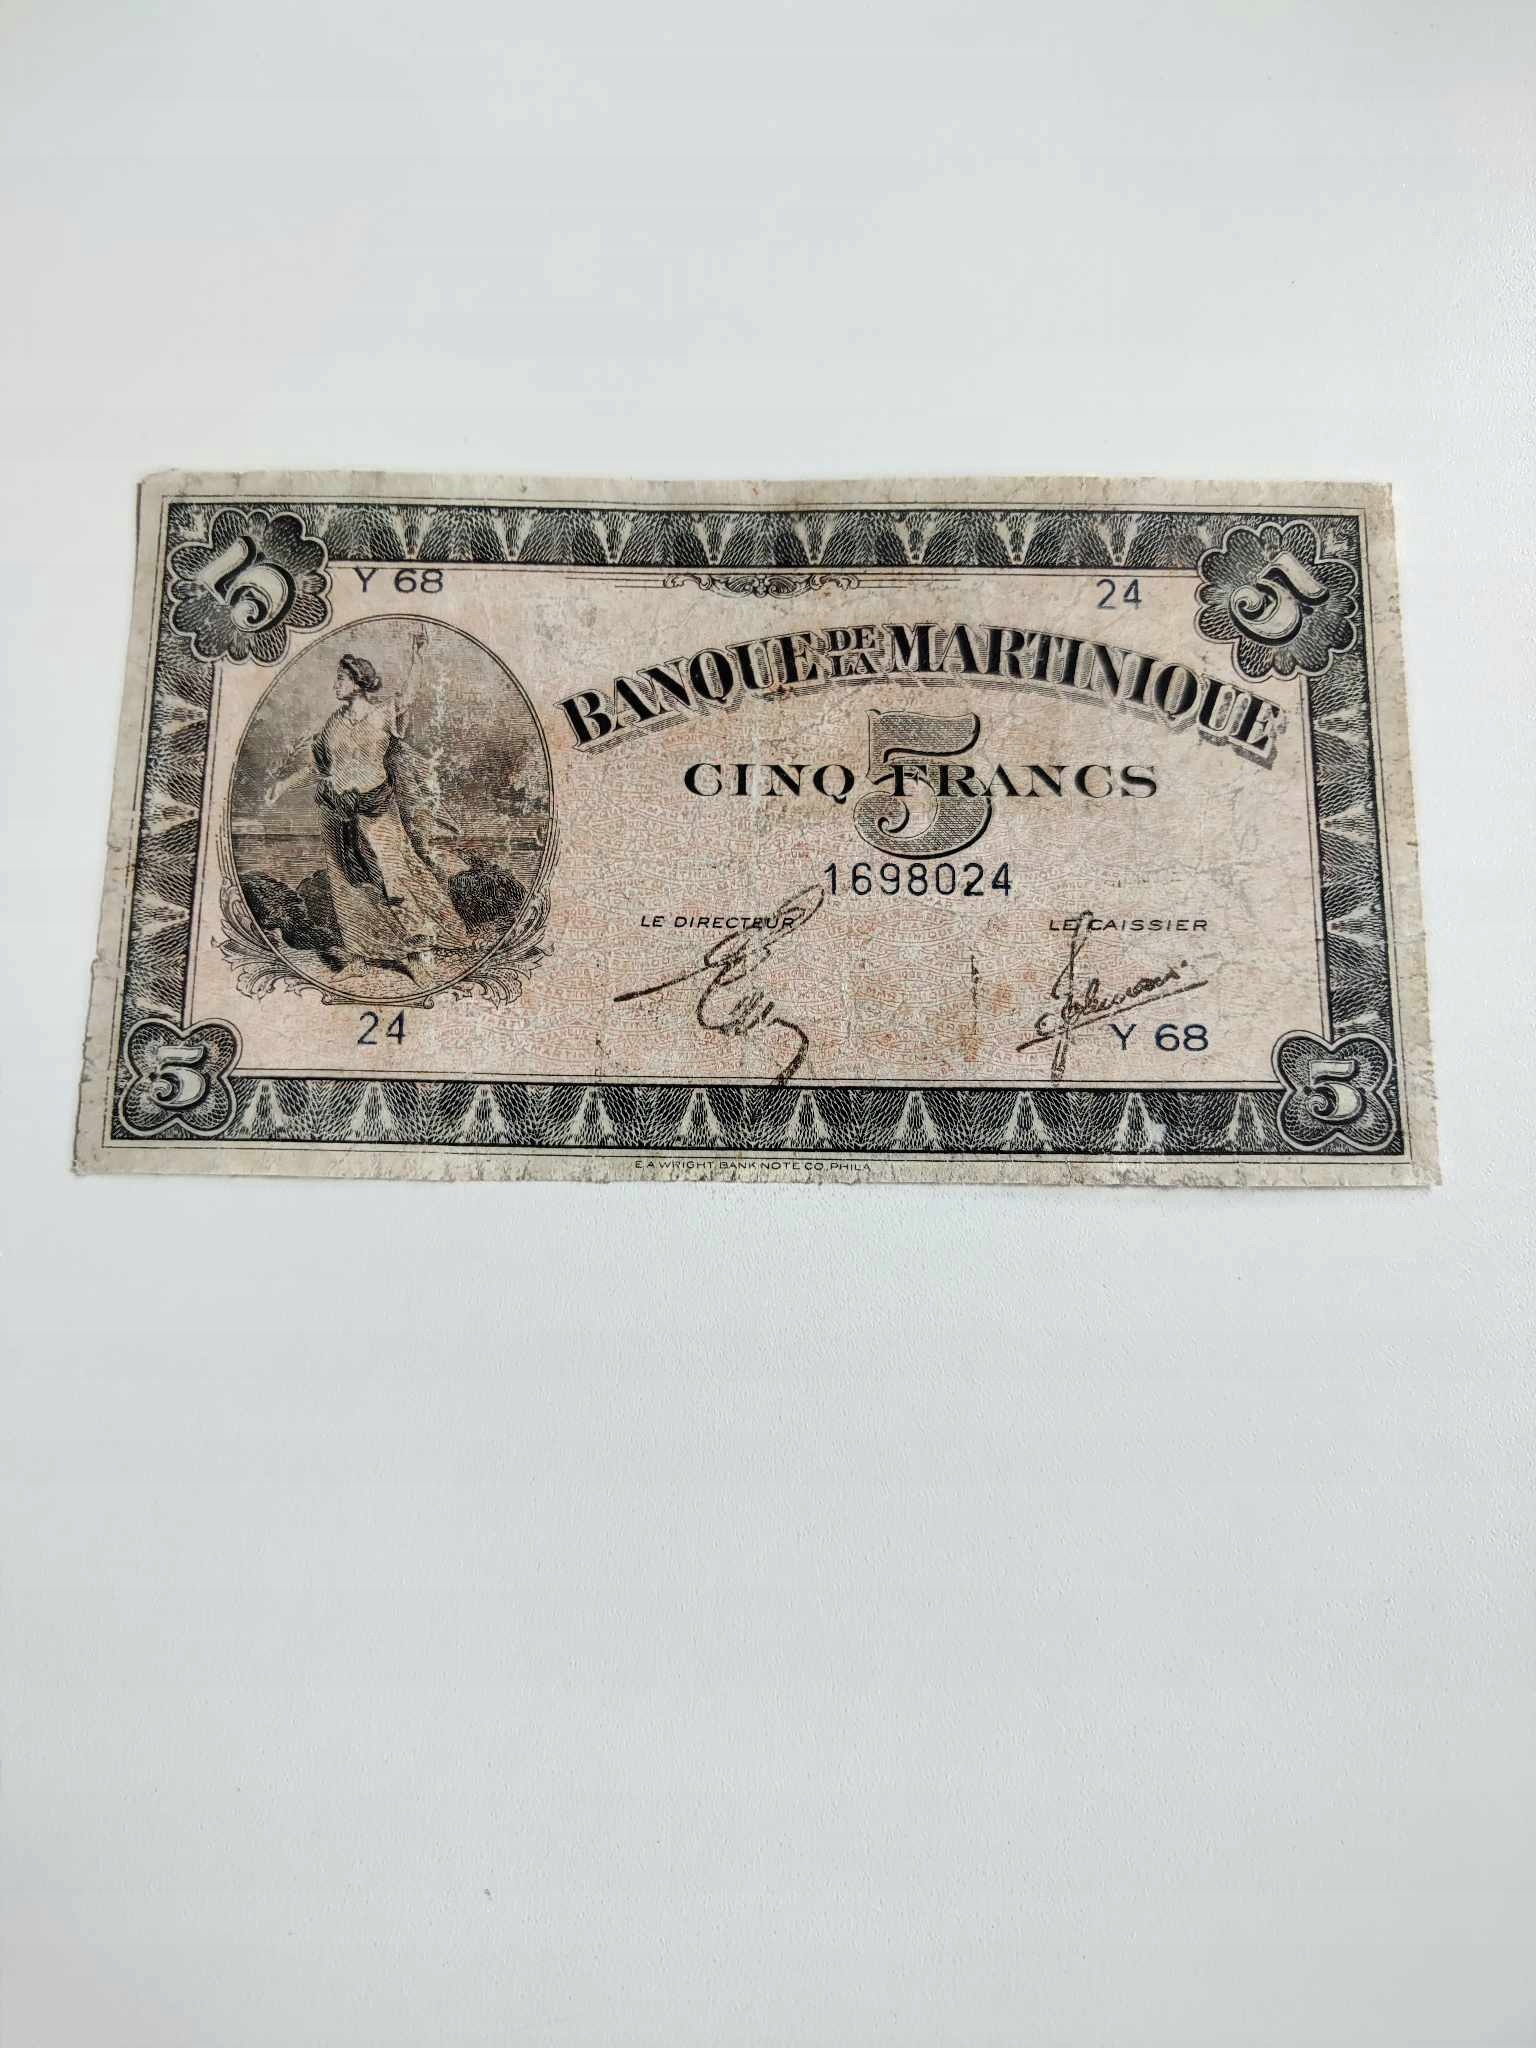 5
5
Y 68
24
BANQUE DE LA MARTINIQUE
5
CINQ FRANCS
1698024
LE DIRECTEUR
LE CAISSIER
24
Y 68
5
5
E.A.WRIGHT BANK NOTE CO. PHILA